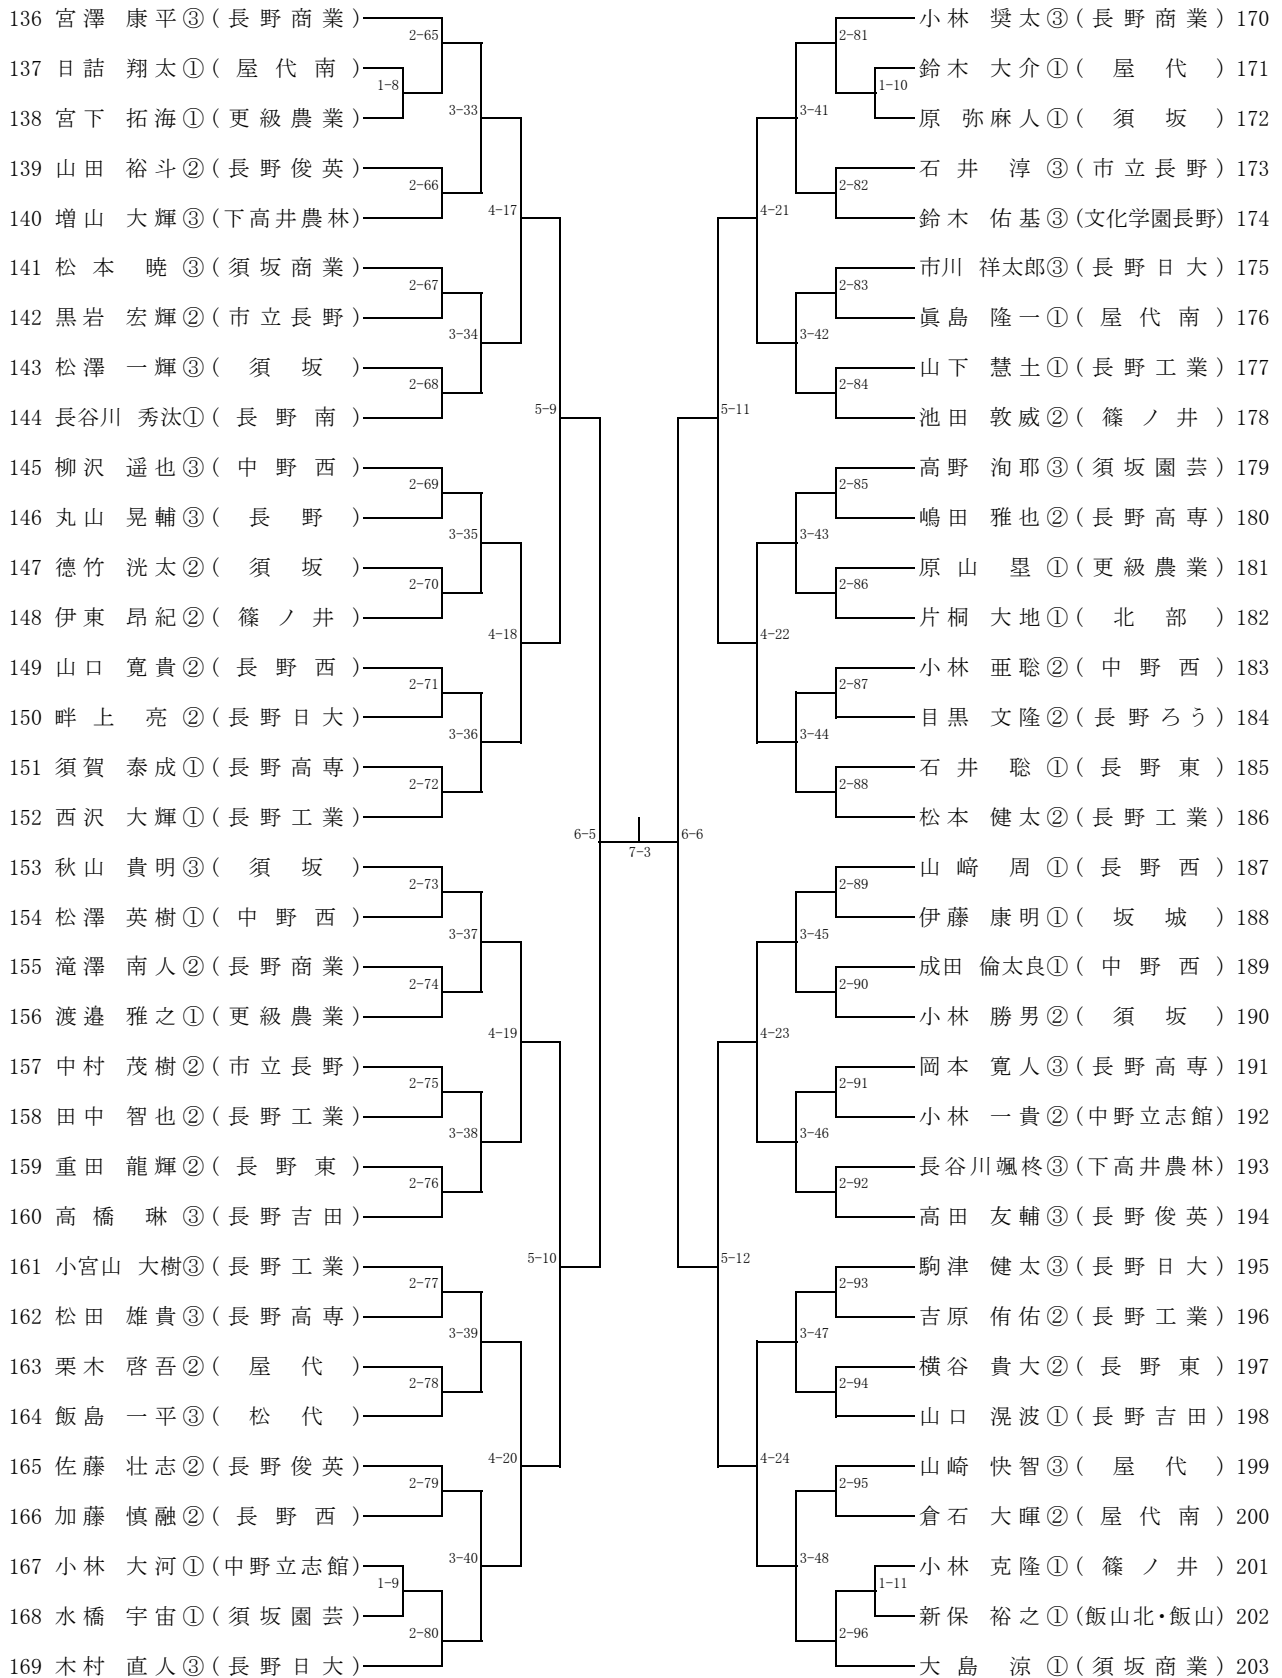 136 宮澤 康平③(長野商業)
137 日詰 翔太①(屋代南)
138 宮下 拓海①(更級農業)
139 山田 裕斗②(長野俊英)
140 増山 大輝③(下高井農林)
141 松本 暁③(須坂商業)
142 黒岩 宏輝②(市立長野)
143 松澤 一輝③(須坂)
144 長谷川 秀汰①(長野南)
145 柳沢 遥也③(中野西)
146 丸山 晃輔③(長野)
147 德竹 洸太②(須坂)
148 伊東 昂紀②(篠ノ井)
149 山口 寛貴②(長野西)
150 畔上 亮②(長野日大)
151 須賀 泰成①(長野高専)
152 西沢 大輝①(長野工業)
153 秋山 貴明③(須坂)
154 松澤 英樹①(中野西)
155 滝澤 南人②(長野商業)
156 渡邉 雅之①(更級農業)
157 中村 茂樹②(市立長野)
158 田中 智也②(長野工業)
159 重田 龍輝②(長野東)
160 高橋 琳③(長野吉田)
161 小宮山 大樹③(長野工業)
162 松田 雄貴③(長野高専)
163 栗木 啓吾②(屋代)
164 飯島 一平③(松代)
165 佐藤 壮志②(長野俊英)
166 加藤 慎融②(長野西)
167 小林 大河①(中野立志館)
168 水橋 宇宙①(須坂園芸)
169 木村 直人③(長野日大)
1-8
1-9
2-65
2-66
2-67
2-68
2-69
2-70
2-71
2-72
2-73
2-74
2-75
2-76
2-77
2-78
2-79
2-80
3-33
3-34
3-35
3-36
3-37
3-38
3-39
3-40
4-17
4-18
4-19
4-20
5-9
5-10
6-5
7-3
6-6
5-11
5-12
4-21
4-22
4-23
4-24
3-41
3-42
3-43
3-44
3-45
3-46
3-47
3-48
2-81
2-82
2-83
2-84
2-85
2-86
2-87
2-88
2-89
2-90
2-91
2-92
2-93
2-94
2-95
2-96
1-10
1-11
小林 奨太③(長野商業) 170
鈴木 大介①(屋代) 171
原 弥麻人①(須坂) 172
石井 淳③(市立長野) 173
鈴木 佑基③(文化学園長野) 174
市川 祥太郎③(長野日大) 175
眞島 隆一①(屋代南) 176
山下 慧土①(長野工業) 177
池田 敦威②(篠ノ井) 178
高野 洵耶③(須坂園芸) 179
嶋田 雅也②(長野高専) 180
原山 塁①(更級農業) 181
片桐 大地①(北部) 182
小林 亜聡②(中野西) 183
目黒 文隆②(長野ろう) 184
石井 聡①(長野東) 185
松本 健太②(長野工業) 186
山﨑 周①(長野西) 187
伊藤 康明①(坂城) 188
成田 倫太良①(中野西) 189
小林 勝男②(須坂) 190
岡本 寛人③(長野高専) 191
小林 一貴②(中野立志館) 192
長谷川颯柊③(下高井農林) 193
高田 友輔③(長野俊英) 194
駒津 健太③(長野日大) 195
吉原 侑佑②(長野工業) 196
横谷 貴大②(長野東) 197
山口 滉波①(長野吉田) 198
山崎 快智③(屋代) 199
倉石 大暉②(屋代南) 200
小林 克隆①(篠ノ井) 201
新保 裕之①(飯山北・飯山) 202
大島 涼①(須坂商業) 203